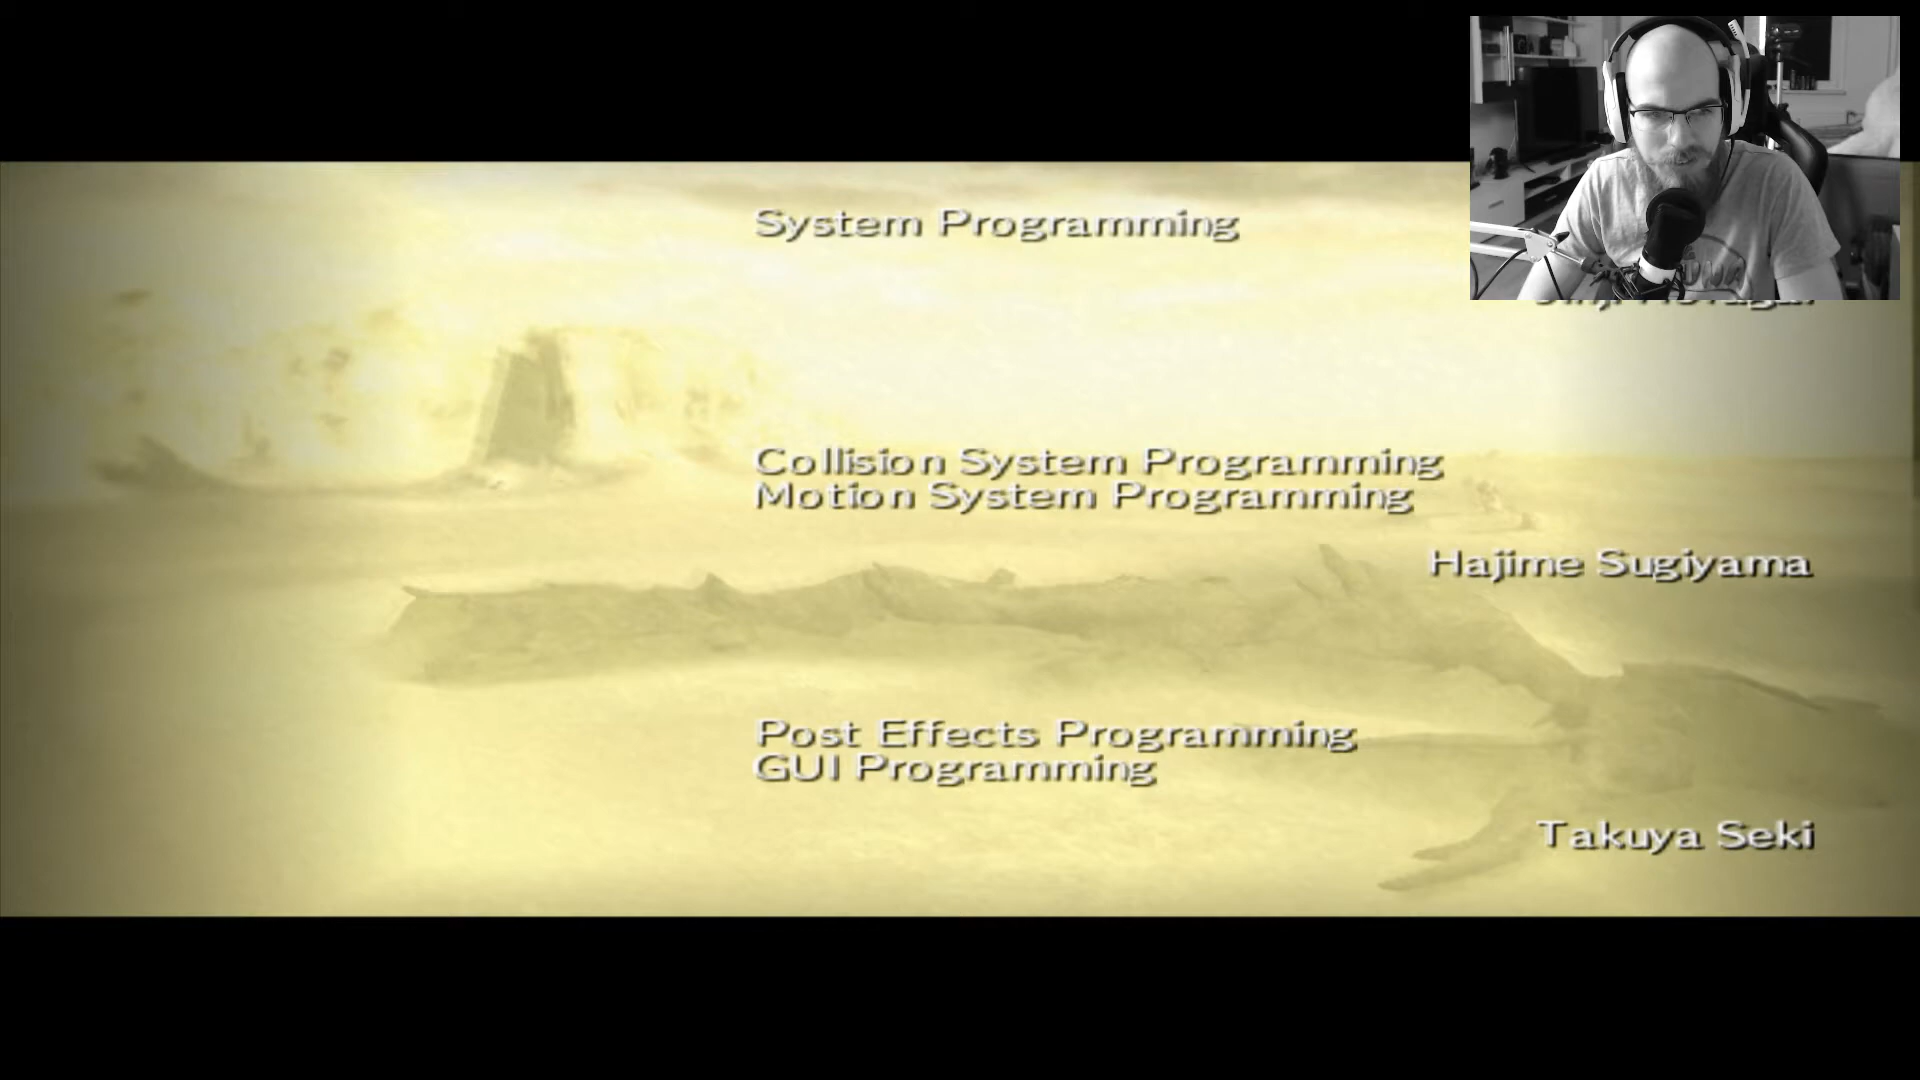 System Programming
Collision System Programming
Motion System Programming
Hajime Sugiyama
Post Effects Programming
GUI Programming
Takuya Seki